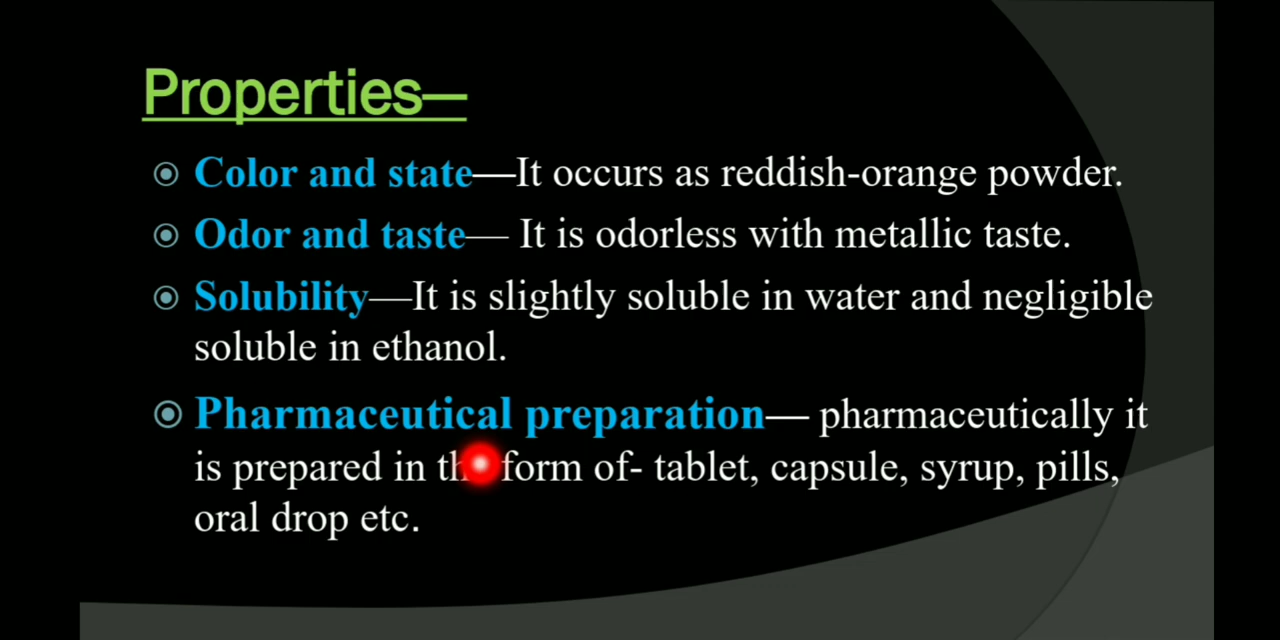 Properties—
Color and state—It occurs as reddish-orange powder.
Odor and taste— It is odorless with metallic taste.
Solubility—It is slightly soluble in water and negligible
soluble in ethanol.
Pharmaceutical preparation— pharmaceutically it
is prepared in the form of- tablet, capsule, syrup, pills,
oral drop etc.